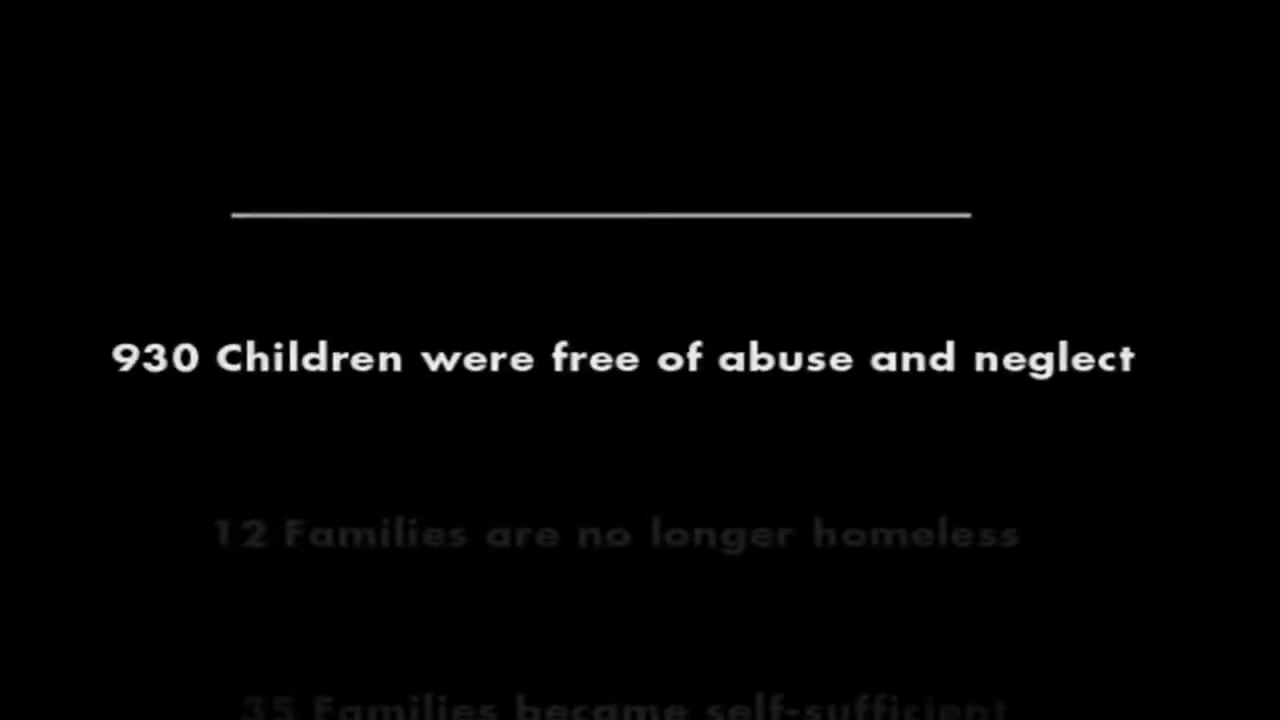 930 Children were free of abuse and neglect
12 Families are no longer homeless
35 Families became self-sufficient